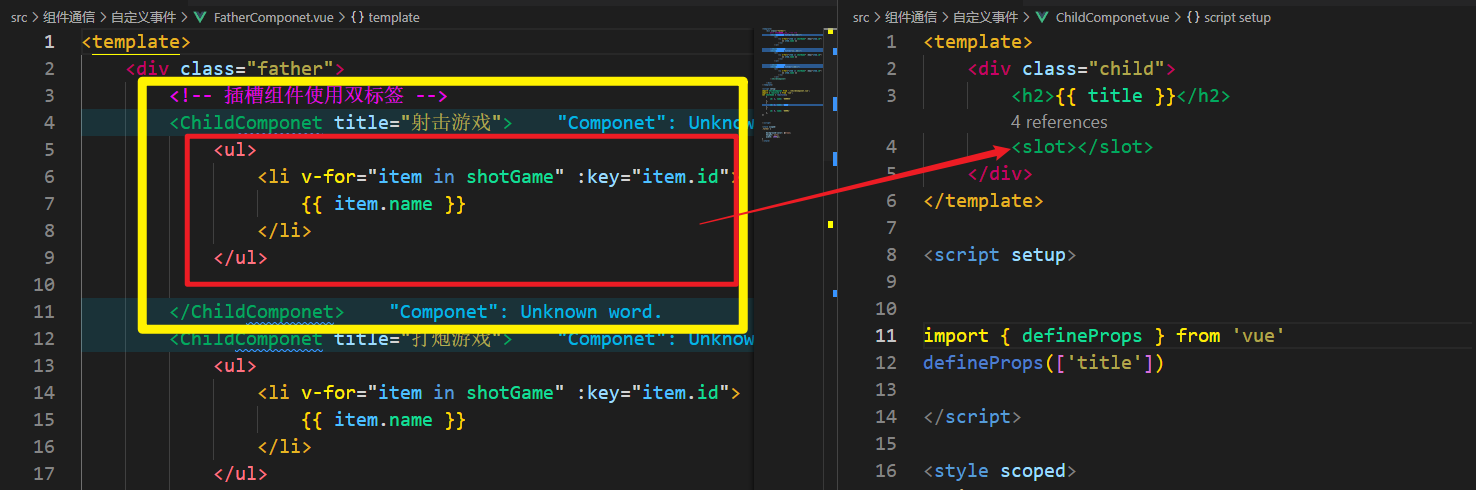 src > 组件通信 > 自定义事件 > FatherComponet.vue > {} template
1 <template>
2 <div class="father">
3 <!-- 插槽组件使用双标签 -->
4 <ChildComponet title="射击游戏"> "Componet": Unknow
5 <ul>
6 <li v-for="item in shotGame" :key="item.id">
7 {{ item.name }}
8 </li>
9 </ul>
10
11 </ChildComponet> "Componet": Unknown word.
12 <ChildComponet title="打炮游戏"> "Componet": Unknow
13 <ul>
14 <li v-for="item in shotGame" :key="item.id">
15 {{ item.name }}
16 </li>
17 </ul>
src > 组件通信 > 自定义事件 > ChildComponet.vue > {} script setup
1 <template>
2 <div class="child">
3 <h2>{{ title }}</h2>
4 references
4 <slot></slot>
5 </div>
6 </template>
7
8 <script setup>
9
10
11 import { defineProps } from 'vue'
12 defineProps(['title'])
13
14 </script>
15
16 <style scoped>